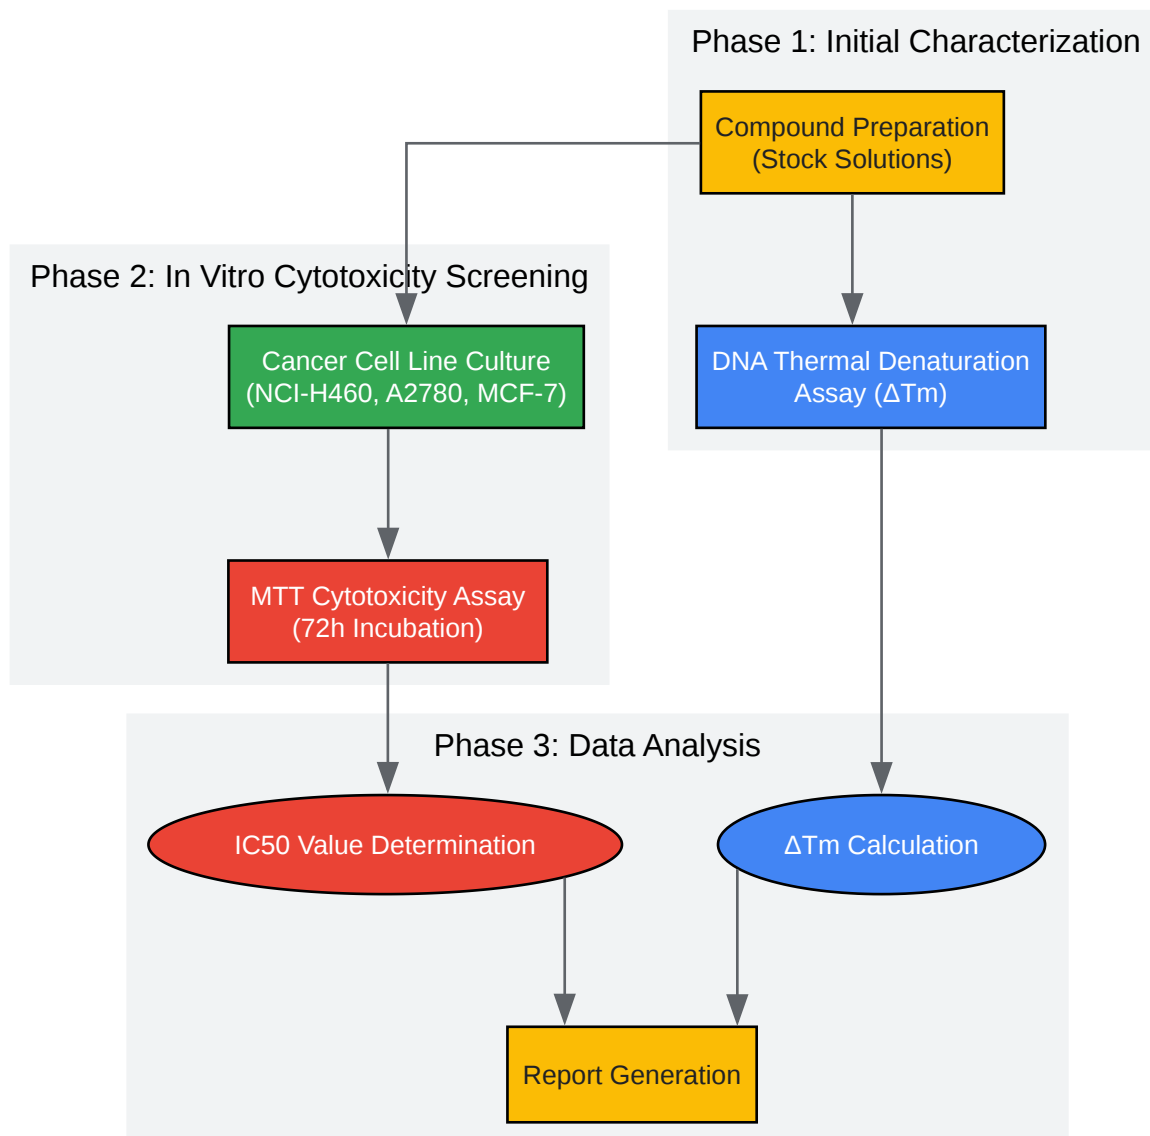 Phase 1: Initial Characterization
Compound Preparation
(Stock Solutions)
Phase 2: In Vitro Cytotoxicity Screening
Cancer Cell Line Culture
(NCI-H460, A2780, MCF-7)
DNA Thermal Denaturation
Assay (ΔTm)
MTT Cytotoxicity Assay
(72h Incubation)
Phase 3: Data Analysis
IC50 Value Determination
ΔTm Calculation
Report Generation